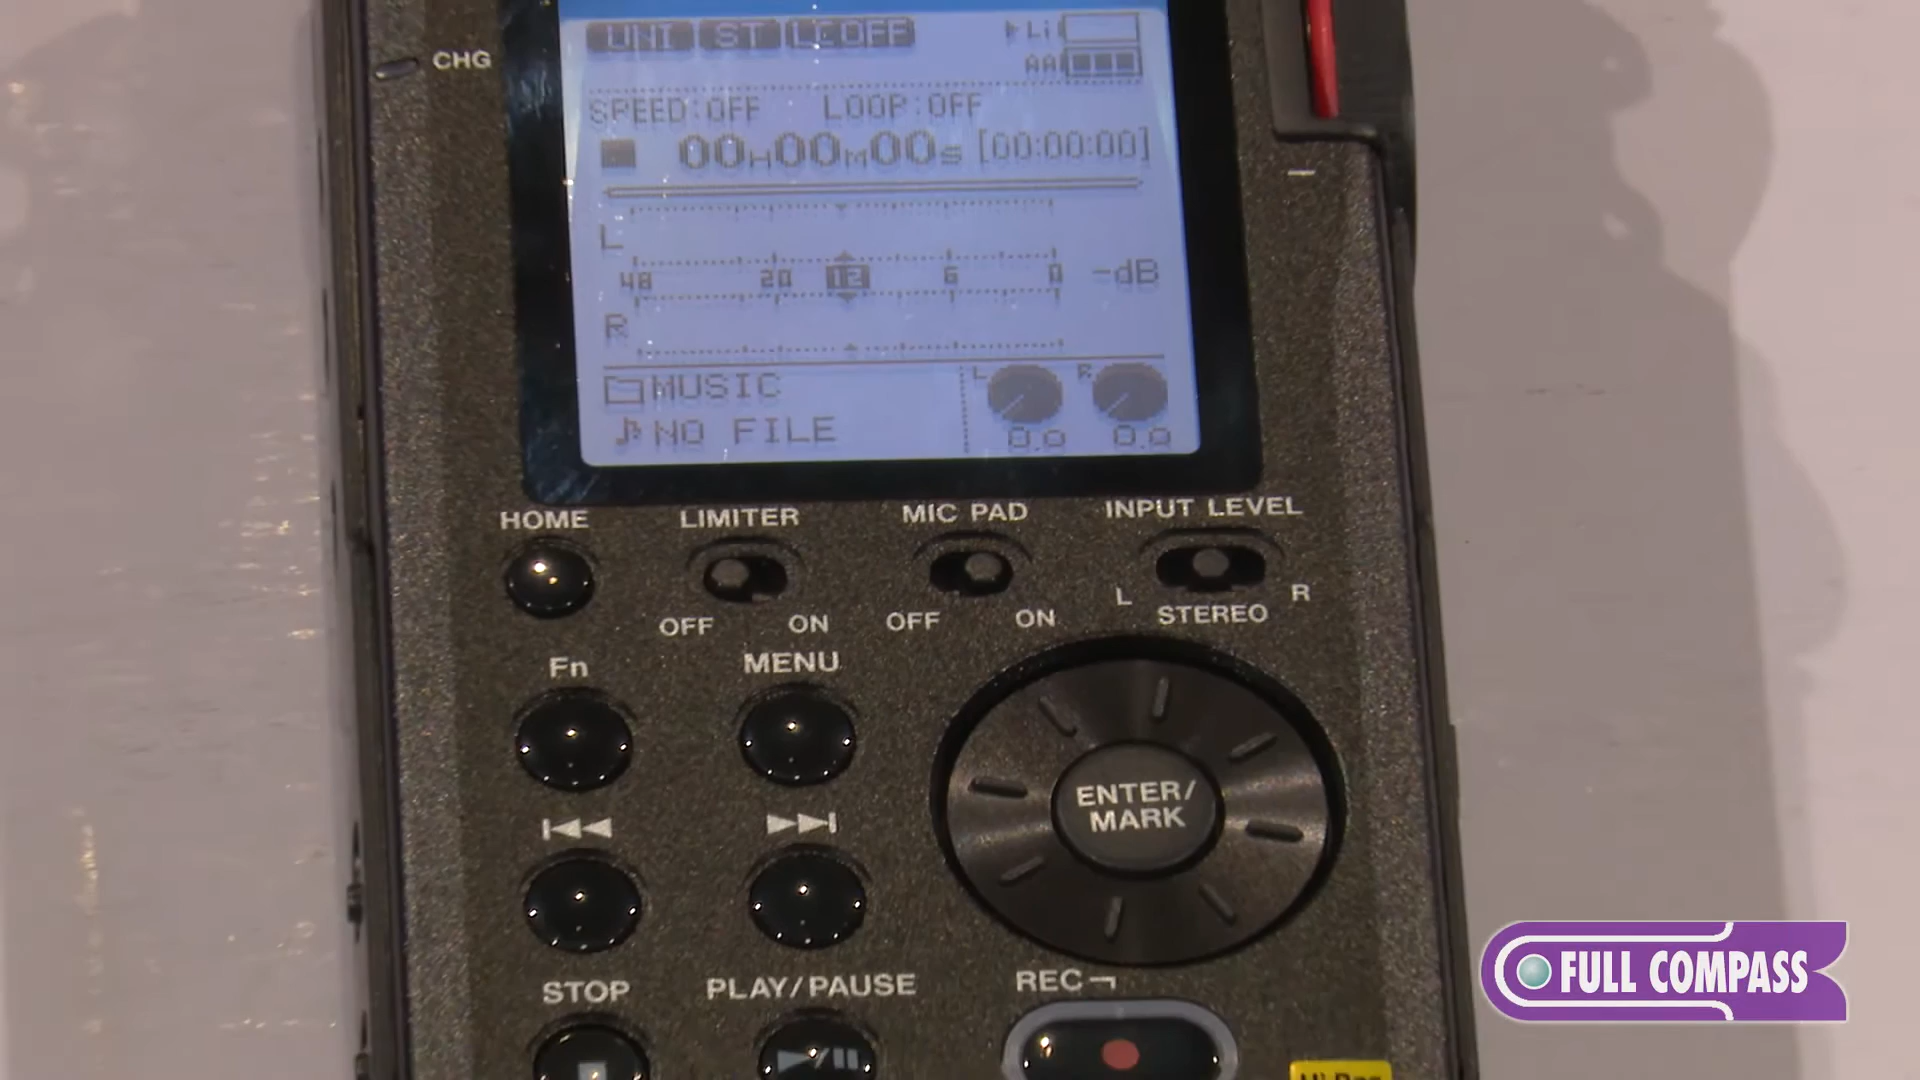 UNI ST LC:OFF Li
AA
CHG
SPEED:OFF LOOP:OFF
00H00M00S [00:00:00]
L
48 20 12 6 0 -dB
R
MUSIC
NO FILE
L R
0.0 0.0
HOME LIMITER MIC PAD INPUT LEVEL
OFF ON OFF ON L STEREO R
Fn MENU
ENTER/
MARK
STOP PLAY/PAUSE REC
FULL COMPASS